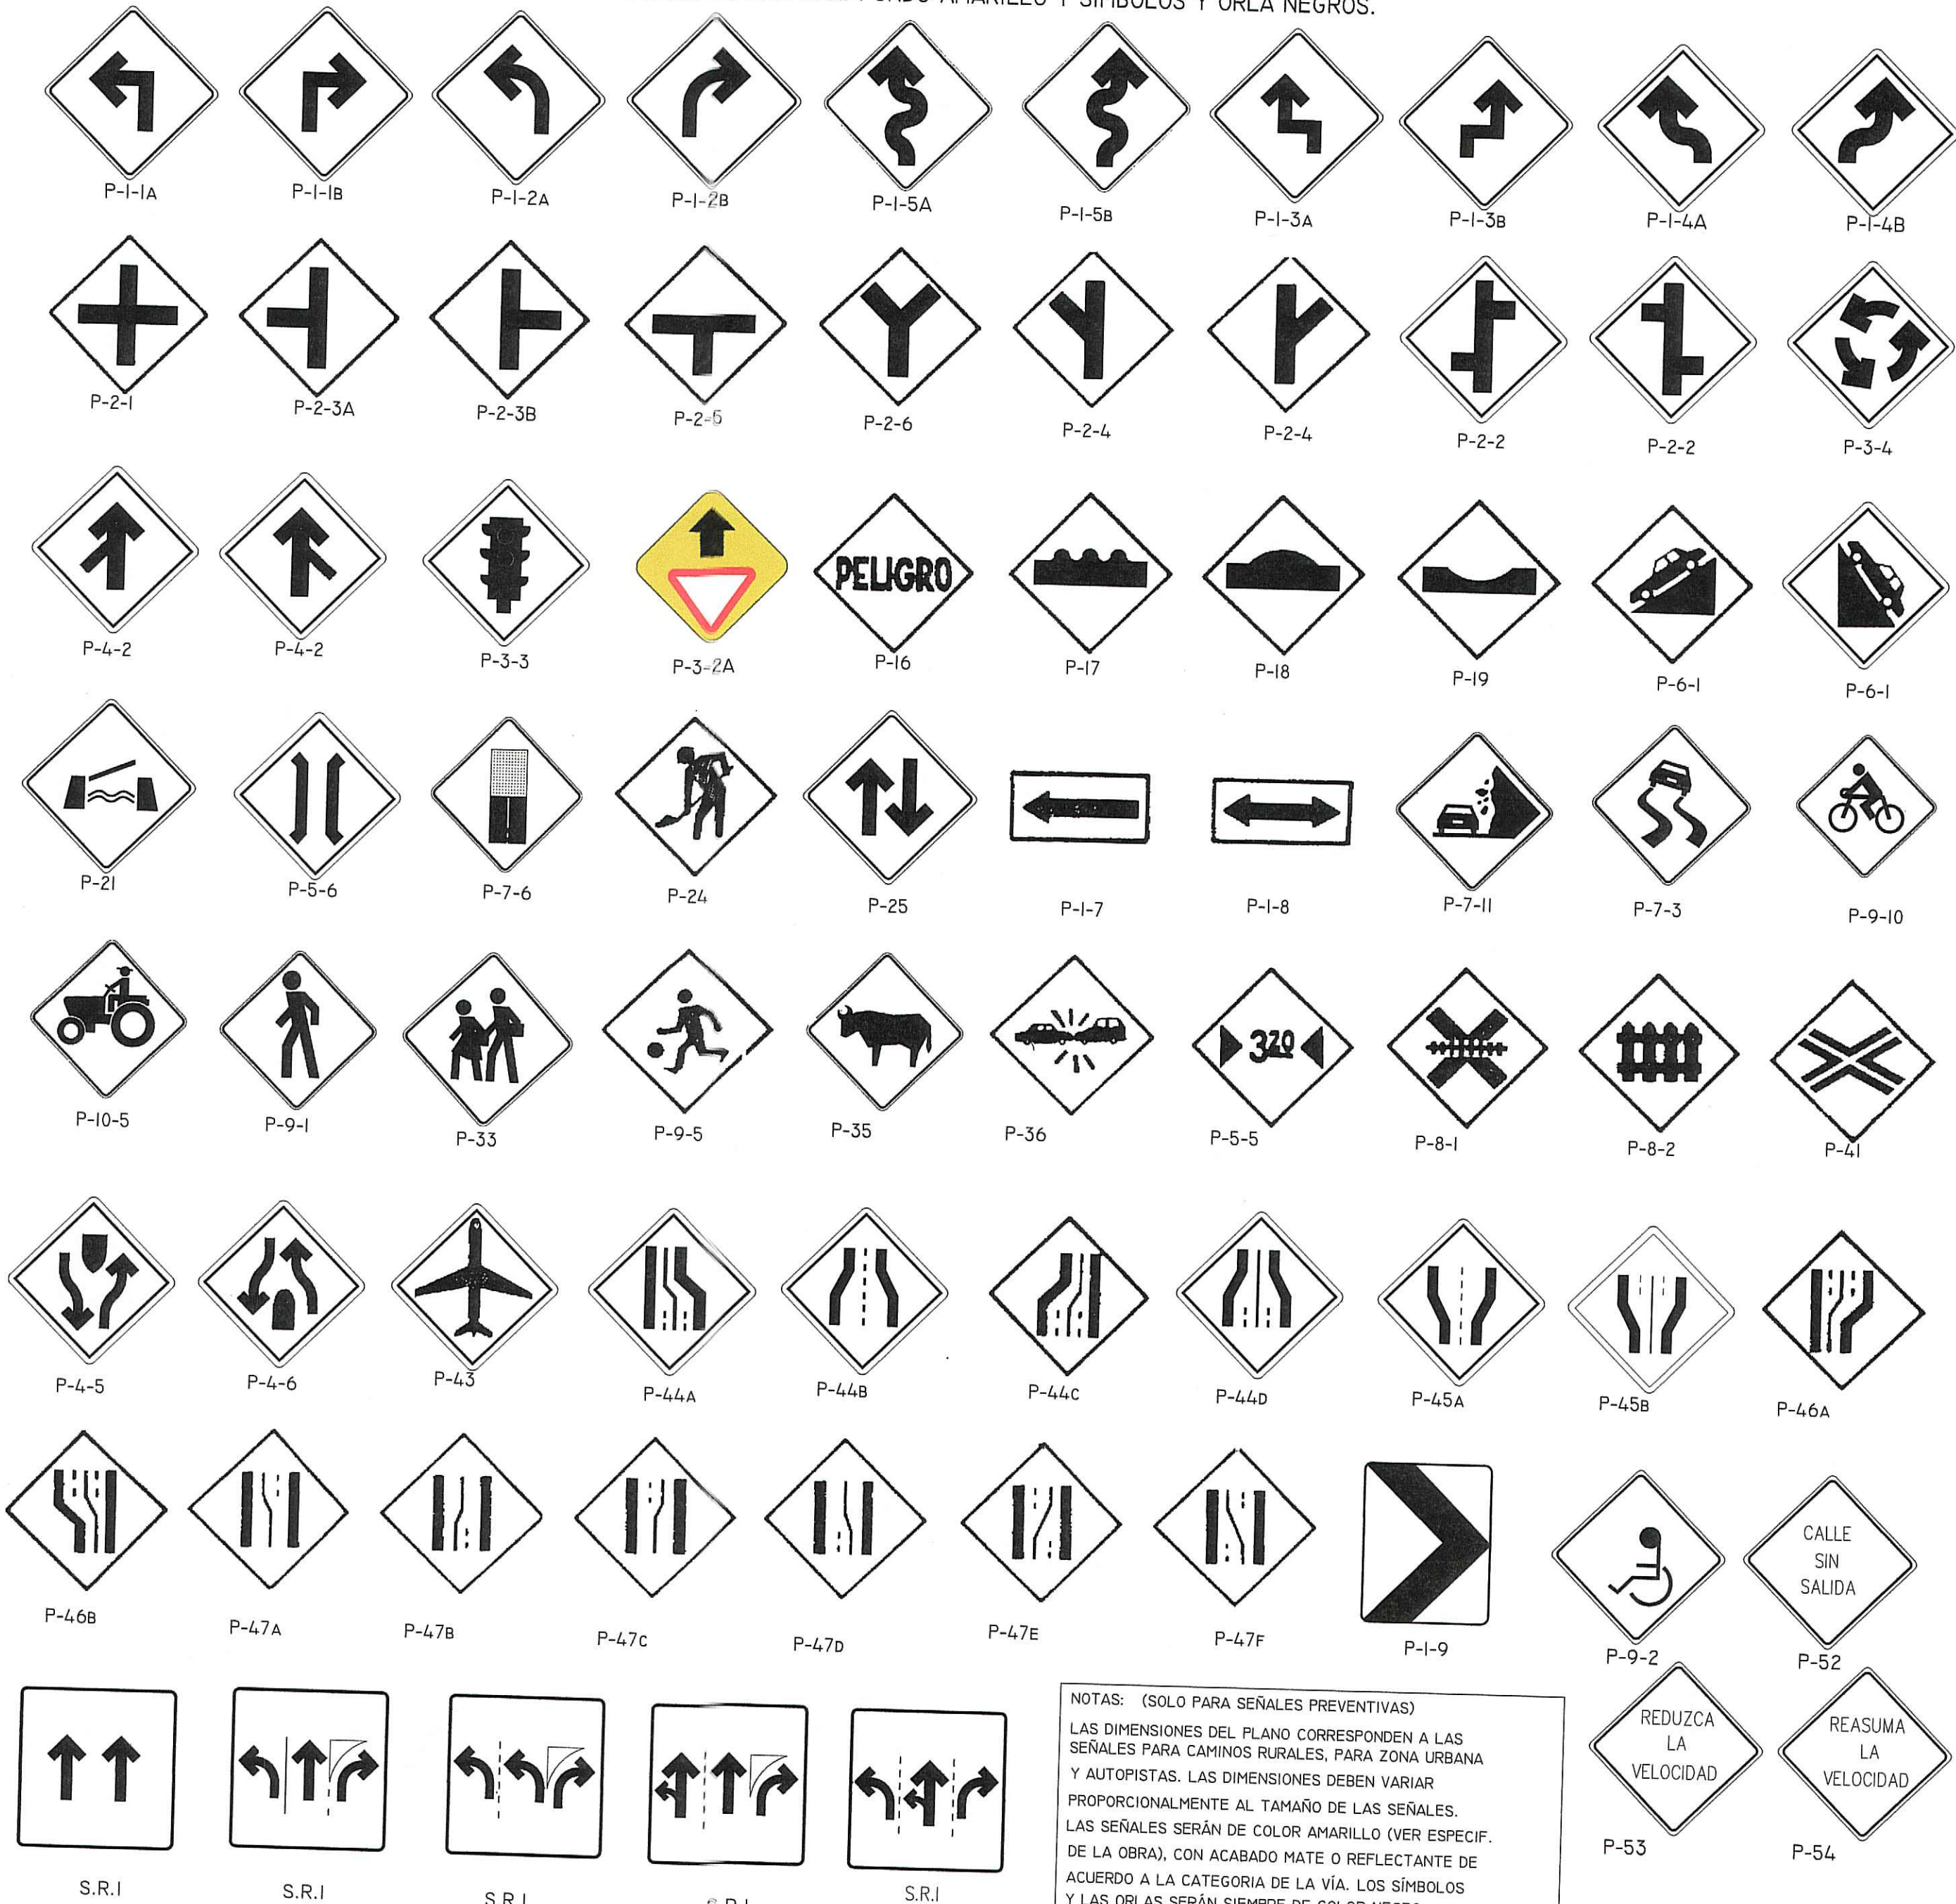 FONDO AMARILLO Y SÍMBOLOS Y ORLA NEGROS.
P-1-1A
P-1-1B
P-1-2A
P-1-2B
P-1-5A
P-1-5B
P-1-3A
P-1-3B
P-1-4A
P-1-4B
P-2-1
P-2-3A
P-2-3B
P-2-5
P-2-6
P-2-4
P-2-4
P-2-2
P-2-2
P-3-4
PELIGRO
P-4-2
P-4-2
P-3-3
P-3-2A
P-16
P-17
P-18
P-19
P-6-1
P-6-1
P-21
P-5-6
P-7-6
P-24
P-25
P-1-7
P-1-8
P-7-11
P-7-3
P-9-10
320
P-10-5
P-9-1
P-33
P-9-5
P-35
P-36
P-5-5
P-8-1
P-8-2
P-41
P-4-5
P-4-6
P-43
P-44A
P-44B
P-44C
P-44D
P-45A
P-45B
P-46A
CALLE
SIN
SALIDA
P-46B
P-47A
P-47B
P-47C
P-47D
P-47E
P-47F
P-1-9
P-9-2
P-52
REDUZCA
LA
VELOCIDAD
P-53
REASUMA
LA
VELOCIDAD
P-54
S.R.I
S.R.I
S.R.I
S.R.I
S.R.I
NOTAS: (SOLO PARA SEÑALES PREVENTIVAS)
LAS DIMENSIONES DEL PLANO CORRESPONDEN A LAS
SEÑALES PARA CAMINOS RURALES, PARA ZONA URBANA
Y AUTOPISTAS. LAS DIMENSIONES DEBEN VARIAR
PROPORCIONALMENTE AL TAMAÑO DE LAS SEÑALES.
LAS SEÑALES SERÁN DE COLOR AMARILLO (VER ESPECIF.
DE LA OBRA), CON ACABADO MATE O REFLECTANTE DE
ACUERDO A LA CATEGORIA DE LA VÍA. LOS SÍMBOLOS
Y LAS ORLAS SERÁN SIEMPRE DE COLOR NEGRO